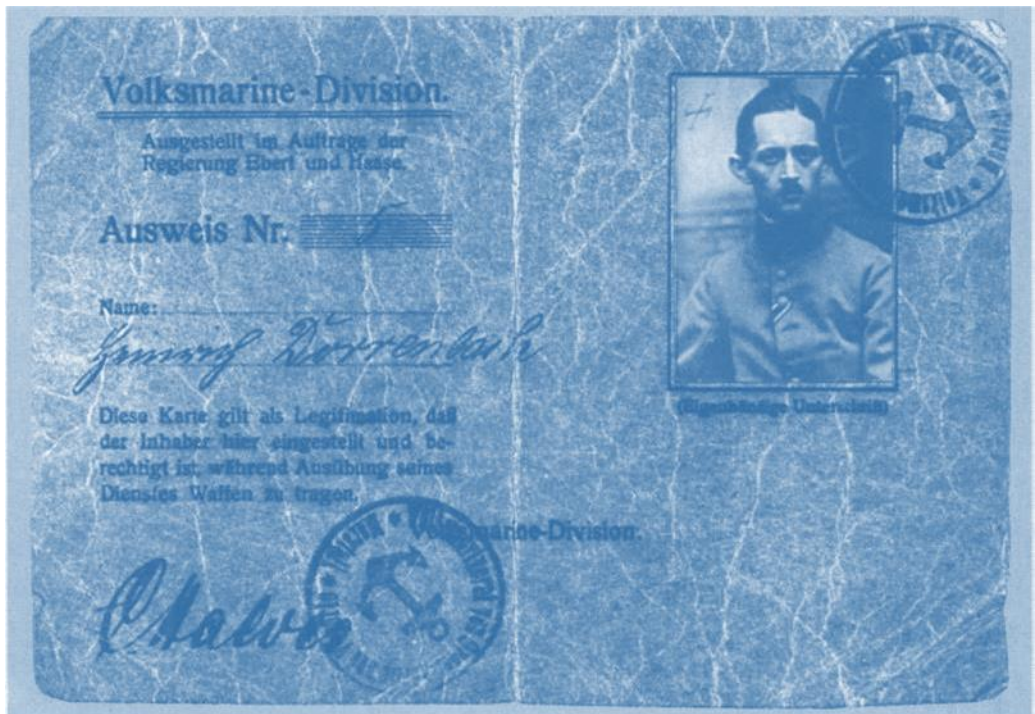 Volksmarine-Division.
Ausgestellt im Auftrage der
Regierung Ebert und Haase.
Ausweis Nr. 5
Name:
Heinrich Dorrenbach
Diese Karte gilt als Legitimation, daß
der Inhaber hier eingestellt und be-
rechtigt ist, während Ausübung seines
Dienstes Waffen zu tragen.
Volksmarine-Division.
(Eigenhändige Unterschrift)